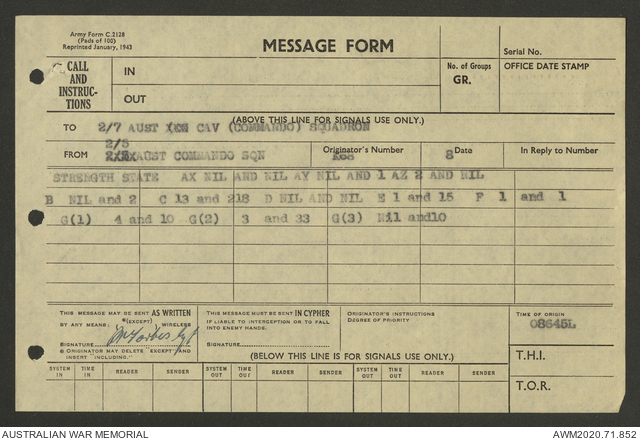 Army Form C.2128
(Pads of 100)
Reprinted January, 1943
MESSAGE FORM
Serial No.
CALL AND INSTRUC-TIONS
IN
OUT
No. of Groups
GR.
OFFICE DATE STAMP
(ABOVE THIS LINE FOR SIGNALS USE ONLY.)
TO 2/7 AUST CAV (COMMANDO) SQUADRON
2/5
FROM AUST COMMANDO SQN
Originator's Number
8 Date
In Reply to Number
STRENGTH STATE AX NIL AND NIL AY NIL AND 1 AZ 2 AND NIL
B NIL and 2 C 13 and 218 D NIL AND NIL E 1 and 15 F 1 and 1
G(1) 4 and 10 G(2) 3 and 33 G(3) Nil and10
THIS MESSAGE MAY BE SENT AS WRITTEN
BY ANY MEANS. *(EXCEPT) WIRELESS
SIGNATURE
ORIGINATOR MAY DELETE EXCEPT AND INSERT "INCLUDING."
THIS MESSAGE MUST BE SENT IN CYPHER
IF LIABLE TO INTERCEPTION OR TO FALL
INTO ENEMY HANDS.
SIGNATURE
ORIGINATOR'S INSTRUCTIONS
DEGREE OF PRIORITY
TIME OF ORIGIN
08645L
(BELOW THIS LINE IS FOR SIGNALS USE ONLY.)
T.H.I.
T.O.R.
SYSTEM IN TIME IN READER SENDER SYSTEM OUT TIME OUT READER SENDER SYSTEM OUT TIME OUT READER SENDER
AUSTRALIAN WAR MEMORIAL
AWM2020.71.852